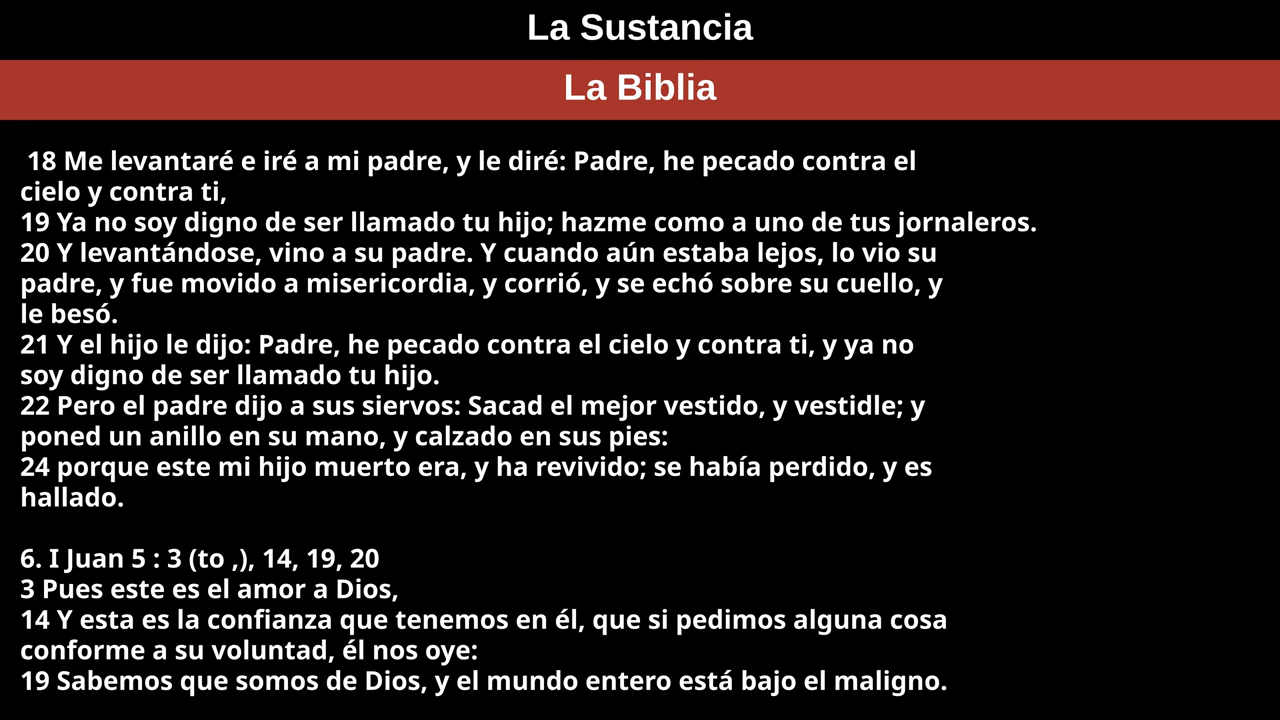 La Sustancia
La Biblia
18 Me levantaré e iré a mi padre, y le diré: Padre, he pecado contra el
cielo y contra ti,
19 Ya no soy digno de ser llamado tu hijo; hazme como a uno de tus jornaleros.
20 Y levantándose, vino a su padre. Y cuando aún estaba lejos, lo vio su
padre, y fue movido a misericordia, y corrió, y se echó sobre su cuello, y
le besó.
21 Y el hijo le dijo: Padre, he pecado contra el cielo y contra ti, y ya no
soy digno de ser llamado tu hijo.
22 Pero el padre dijo a sus siervos: Sacad el mejor vestido, y vestidle; y
poned un anillo en su mano, y calzado en sus pies:
24 porque este mi hijo muerto era, y ha revivido; se había perdido, y es
hallado.
6. I Juan 5 : 3 (to ,), 14, 19, 20
3 Pues este es el amor a Dios,
14 Y esta es la confianza que tenemos en él, que si pedimos alguna cosa
conforme a su voluntad, él nos oye:
19 Sabemos que somos de Dios, y el mundo entero está bajo el maligno.